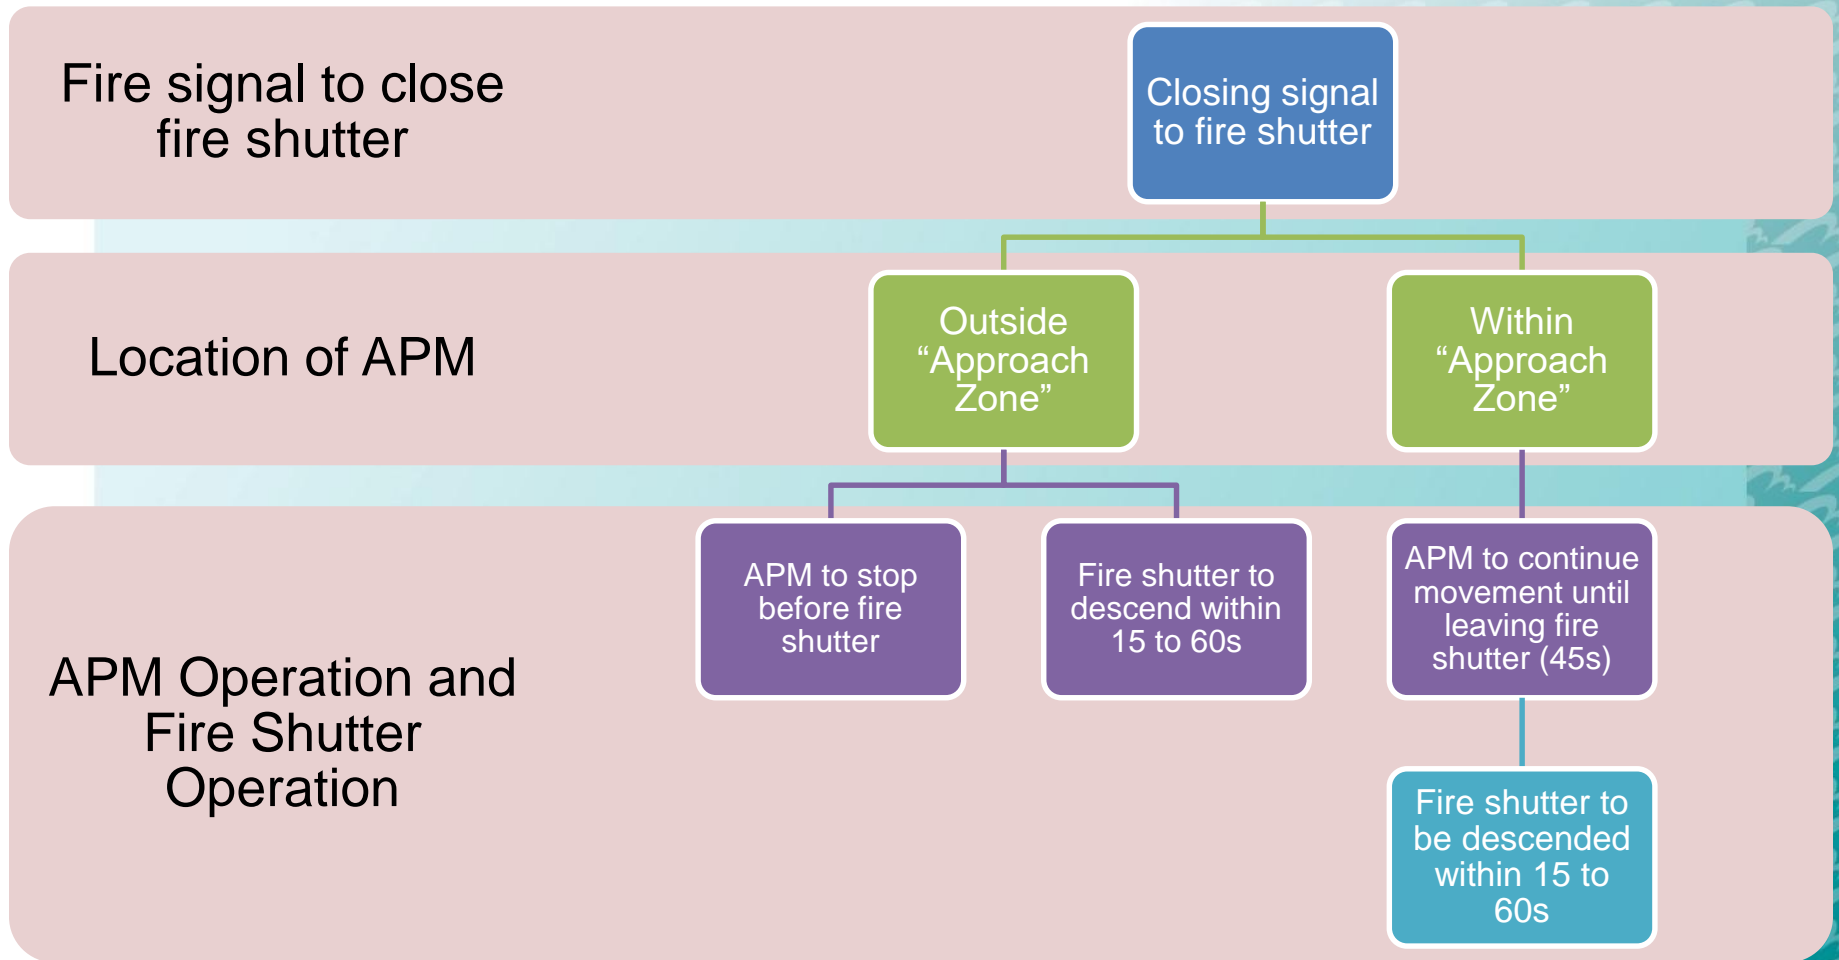 Fire signal to close
fire shutter
Closing signal
to fire shutter
Location of APM
Outside
“Approach
Zone”
Within
“Approach
Zone”
APM Operation and
Fire Shutter
Operation
APM to stop
before fire
shutter
Fire shutter to
descend within
15 to 60s
APM to continue
movement until
leaving fire
shutter (45s)
Fire shutter to
be descended
within 15 to
60s